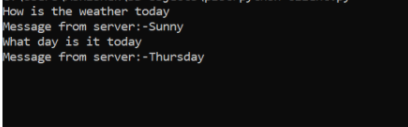 How is the weather today
Message from server:-Sunny
What day is it today
Message from server:-Thursday